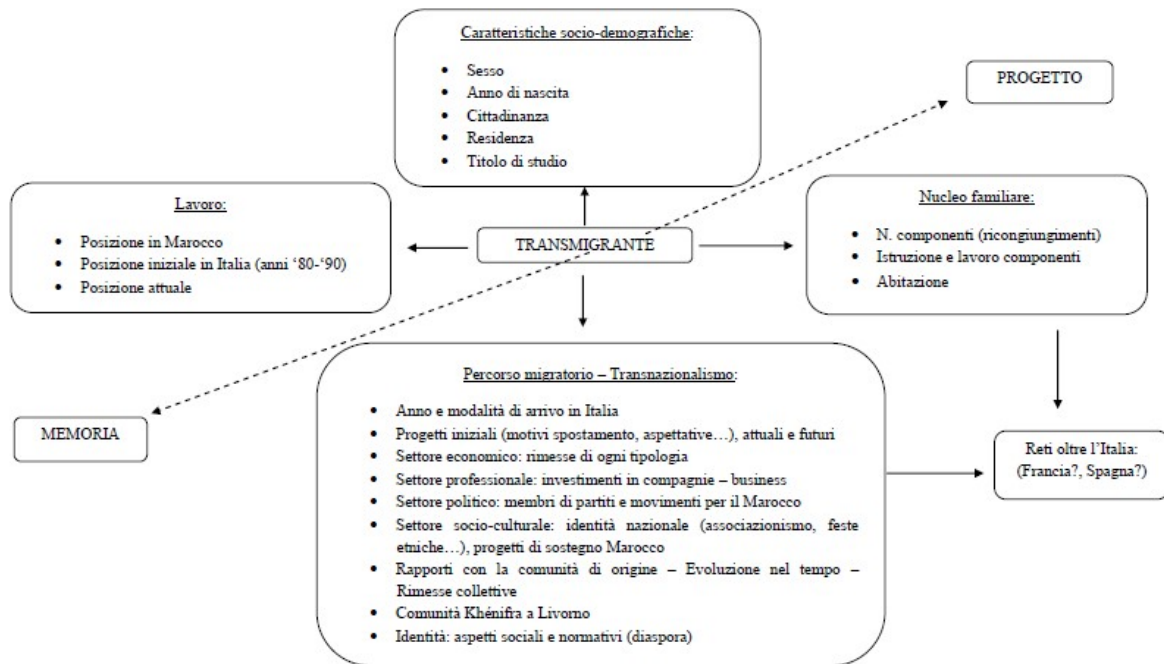 Caratteristiche socio-demografiche:
• Sesso
• Anno di nascita
• Cittadinanza
• Residenza
• Titolo di studio
PROGETTO
Lavoro:
• Posizione in Marocco
• Posizione iniziale in Italia (anni ‘80-‘90)
• Posizione attuale
TRANSMIGRANTE
Nucleo familiare:
• N. componenti (ricongiungimenti)
• Istruzione e lavoro componenti
• Abitazione
Percorso migratorio – Transnazionalismo:
• Anno e modalità di arrivo in Italia
• Progetti iniziali (motivi spostamento, aspettative…), attuali e futuri
• Settore economico: rimesse di ogni tipologia
• Settore professionale: investimenti in compagnie – business
• Settore politico: membri di partiti e movimenti per il Marocco
• Settore socio-culturale: identità nazionale (associazionismo, feste
etniche…), progetti di sostegno Marocco
• Rapporti con la comunità di origine – Evoluzione nel tempo –
Rimesse collettive
• Comunità Khénifra a Livorno
• Identità: aspetti sociali e normativi (diaspora)
MEMORIA
Reti oltre l’Italia:
(Francia?, Spagna?)